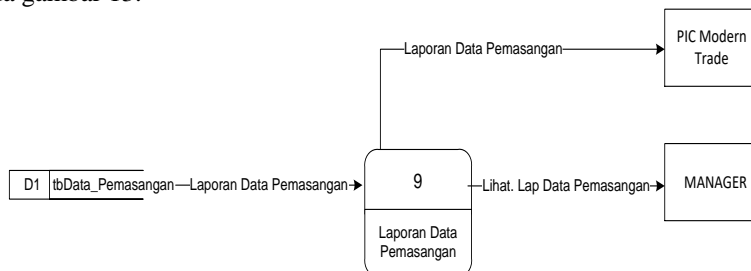 gambar 13.
PIC Modern
Trade
Laporan Data Pemasangan
D1 tbData_Pemasangan Laporan Data Pemasangan
9
Lihat. Lap Data Pemasangan
MANAGER
Laporan Data
Pemasangan